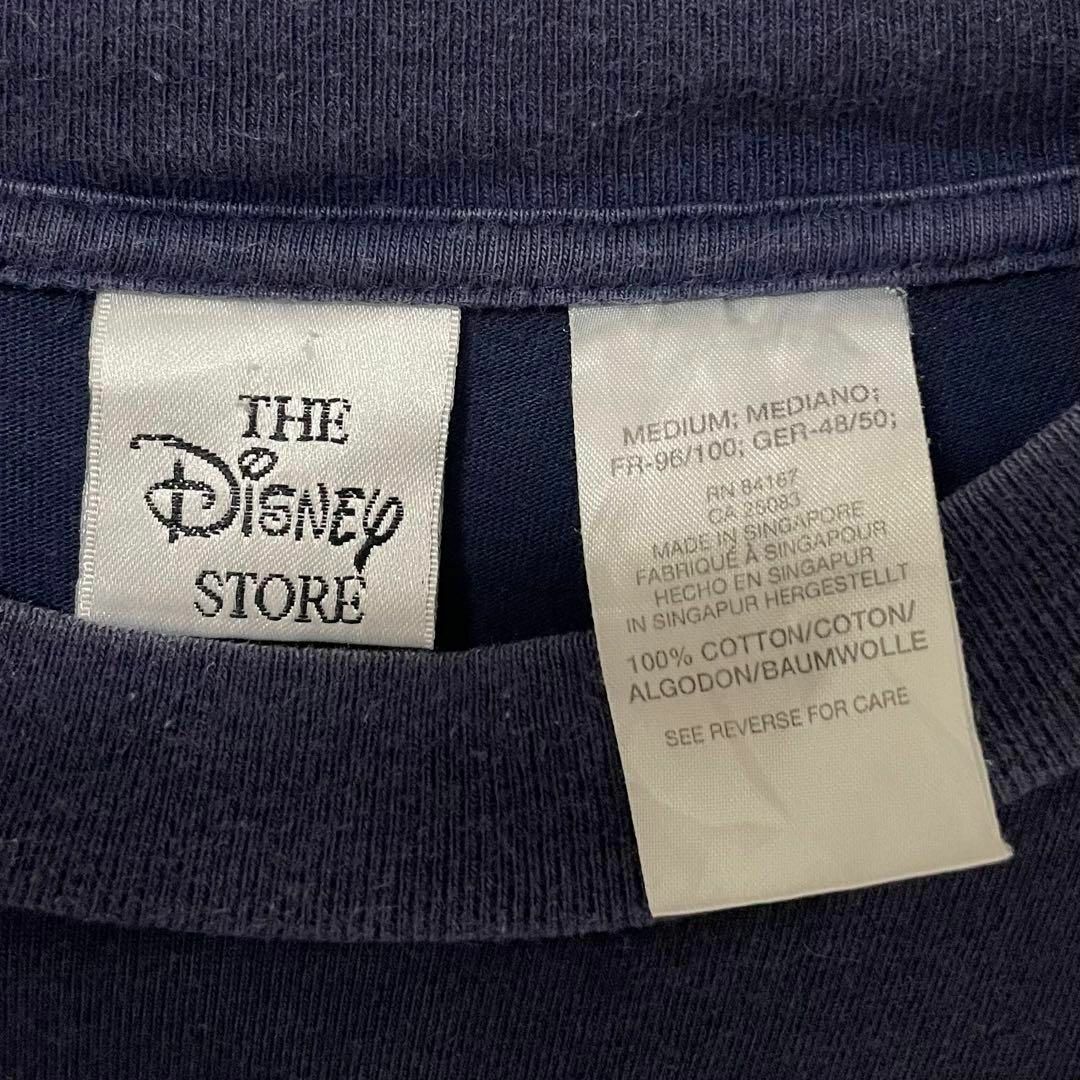 THE
Disney
STORE
MEDIUM; MEDIANO;
FR-96/100; GER-48/50;
RN 84167
CA 25083
MADE IN SINGAPORE
FABRIQUÉ À SINGAPOUR
HECHO EN SINGAPUR
IN SINGAPUR HERGESTELLT
100% COTTON/COTON/
ALGODON/BAUMWOLLE
SEE REVERSE FOR CARE